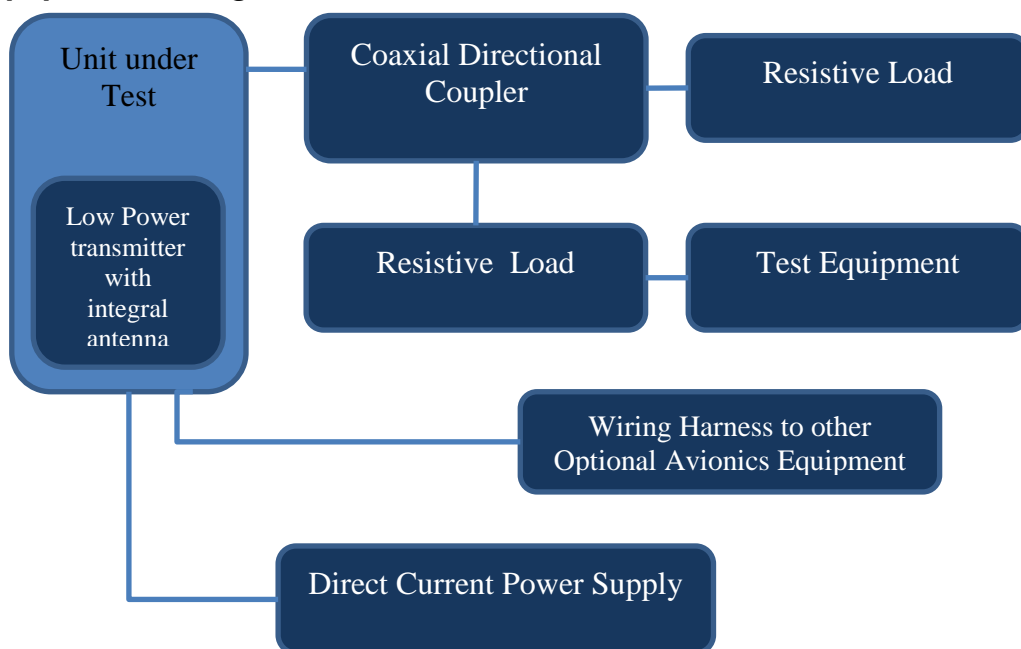 Unit under
Test
Coaxial Directional
Coupler
Resistive Load
Low Power
transmitter
with
integral
antenna
Resistive Load
Test Equipment
Wiring Harness to other
Optional Avionics Equipment
Direct Current Power Supply